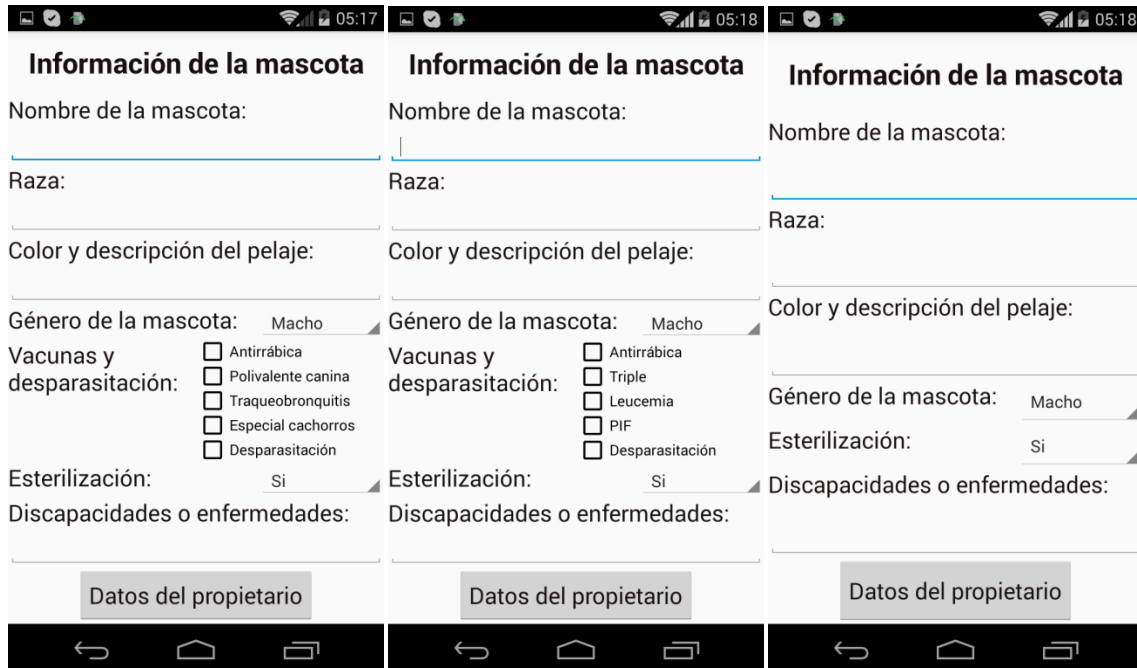 05:17
Información de la mascota
Nombre de la mascota:
Raza:
Color y descripción del pelaje:
Género de la mascota: Macho
Vacunas y
desparasitación:
Antirrábica
Polivalente canina
Traqueobronquitis
Especial cachorros
Desparasitación
Esterilización: Si
Discapacidades o enfermedades:
Datos del propietario
05:18
Información de la mascota
Nombre de la mascota:
Raza:
Color y descripción del pelaje:
Género de la mascota: Macho
Vacunas y
desparasitación:
Antirrábica
Triple
Leucemia
PIF
Desparasitación
Esterilización: Si
Discapacidades o enfermedades:
Datos del propietario
05:18
Información de la mascota
Nombre de la mascota:
Raza:
Color y descripción del pelaje:
Género de la mascota: Macho
Esterilización: Si
Discapacidades o enfermedades:
Datos del propietario